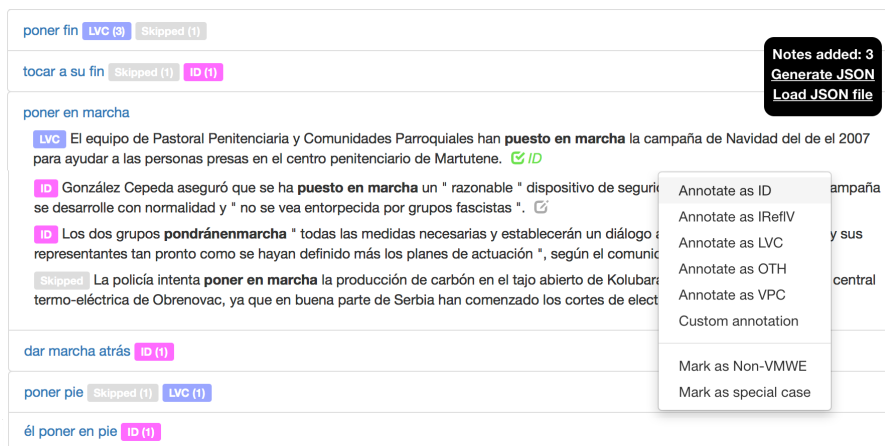 poner fin LVC (3) Skipped (1)
Notes added: 3
Generate JSON
Load JSON file
tocar a su fin Skipped (1) ID (1)
poner en marcha
LVC El equipo de Pastoral Penitenciaria y Comunidades Parroquiales han puesto en marcha la campaña de Navidad del de el 2007
para ayudar a las personas presas en el centro penitenciario de Martutene. ID
ID González Cepeda aseguró que se ha puesto en marcha un " razonable " dispositivo de
se desarrolle con normalidad y " no se vea entorpecida por grupos fascistas ".
ID Los dos grupos pondránenmarcha " todas las medidas necesarias y establecerán un diálogo y sus
representantes tan pronto como se hayan definido más los planes de actuación ", según el
Skipped La policía intenta poner en marcha la producción de carbón en el tajo abierto de central
termo-eléctrica de Obrenovac, ya que en buena parte de Serbia han comenzado los cortes de
Annotate as ID
Annotate as IReflV
Annotate as LVC
Annotate as OTH
Annotate as VPC
Custom annotation
Mark as Non-VMWE
Mark as special case
dar marcha atrás ID (1)
poner pie Skipped (1) LVC (1)
él poner en pie ID (1)